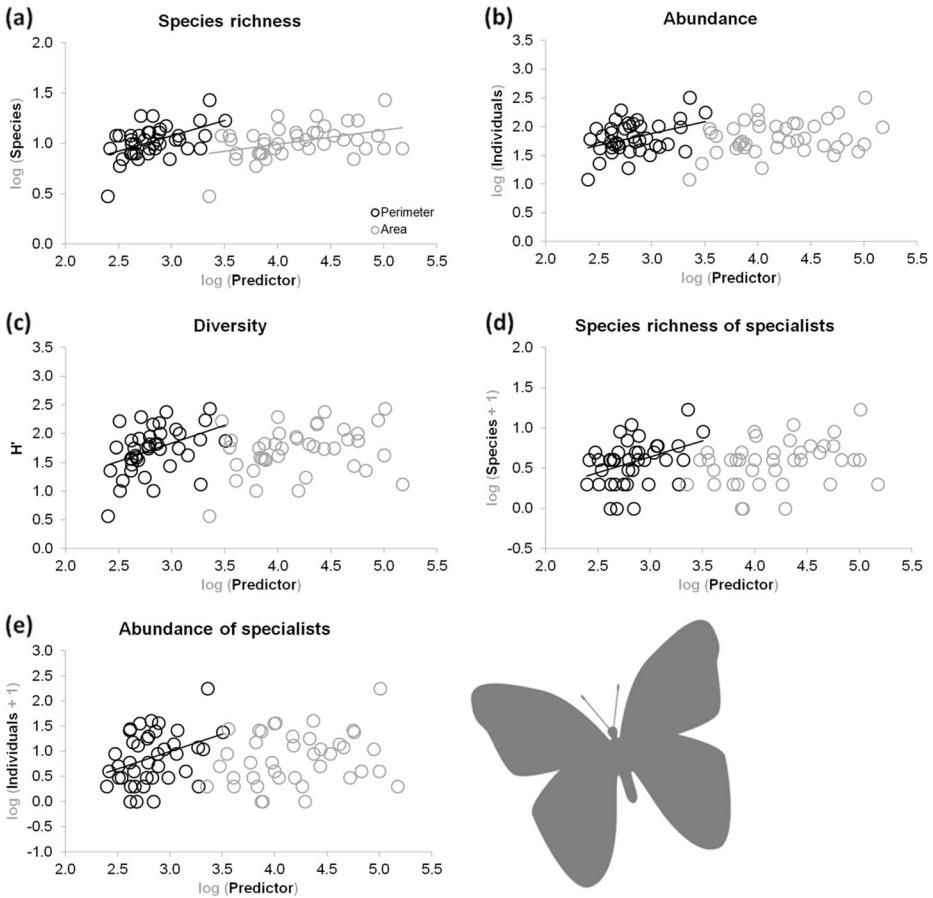 (a)
Species richness
2.0
1.5
1.0
0.5
0.0
log (Species)
Perimeter
Area
2.0 2.5 3.0 3.5 4.0 4.5 5.0 5.5
log (Predictor)
(b)
Abundance
3.5
3.0
2.5
2.0
1.5
1.0
0.5
0.0
log (Individuals)
2.0 2.5 3.0 3.5 4.0 4.5 5.0 5.5
log (Predictor)
(c)
Diversity
3.5
3.0
2.5
2.0
1.5
1.0
0.5
0.0
H'
2.0 2.5 3.0 3.5 4.0 4.5 5.0 5.5
log (Predictor)
(d)
Species richness of specialists
2.0
1.5
1.0
0.5
0.0
-0.5
log (Species + 1)
2.0 2.5 3.0 3.5 4.0 4.5 5.0 5.5
log (Predictor)
(e)
Abundance of specialists
3.0
2.5
2.0
1.5
1.0
0.5
0.0
-0.5
-1.0
log (Individuals + 1)
2.0 2.5 3.0 3.5 4.0 4.5 5.0 5.5
log (Predictor)